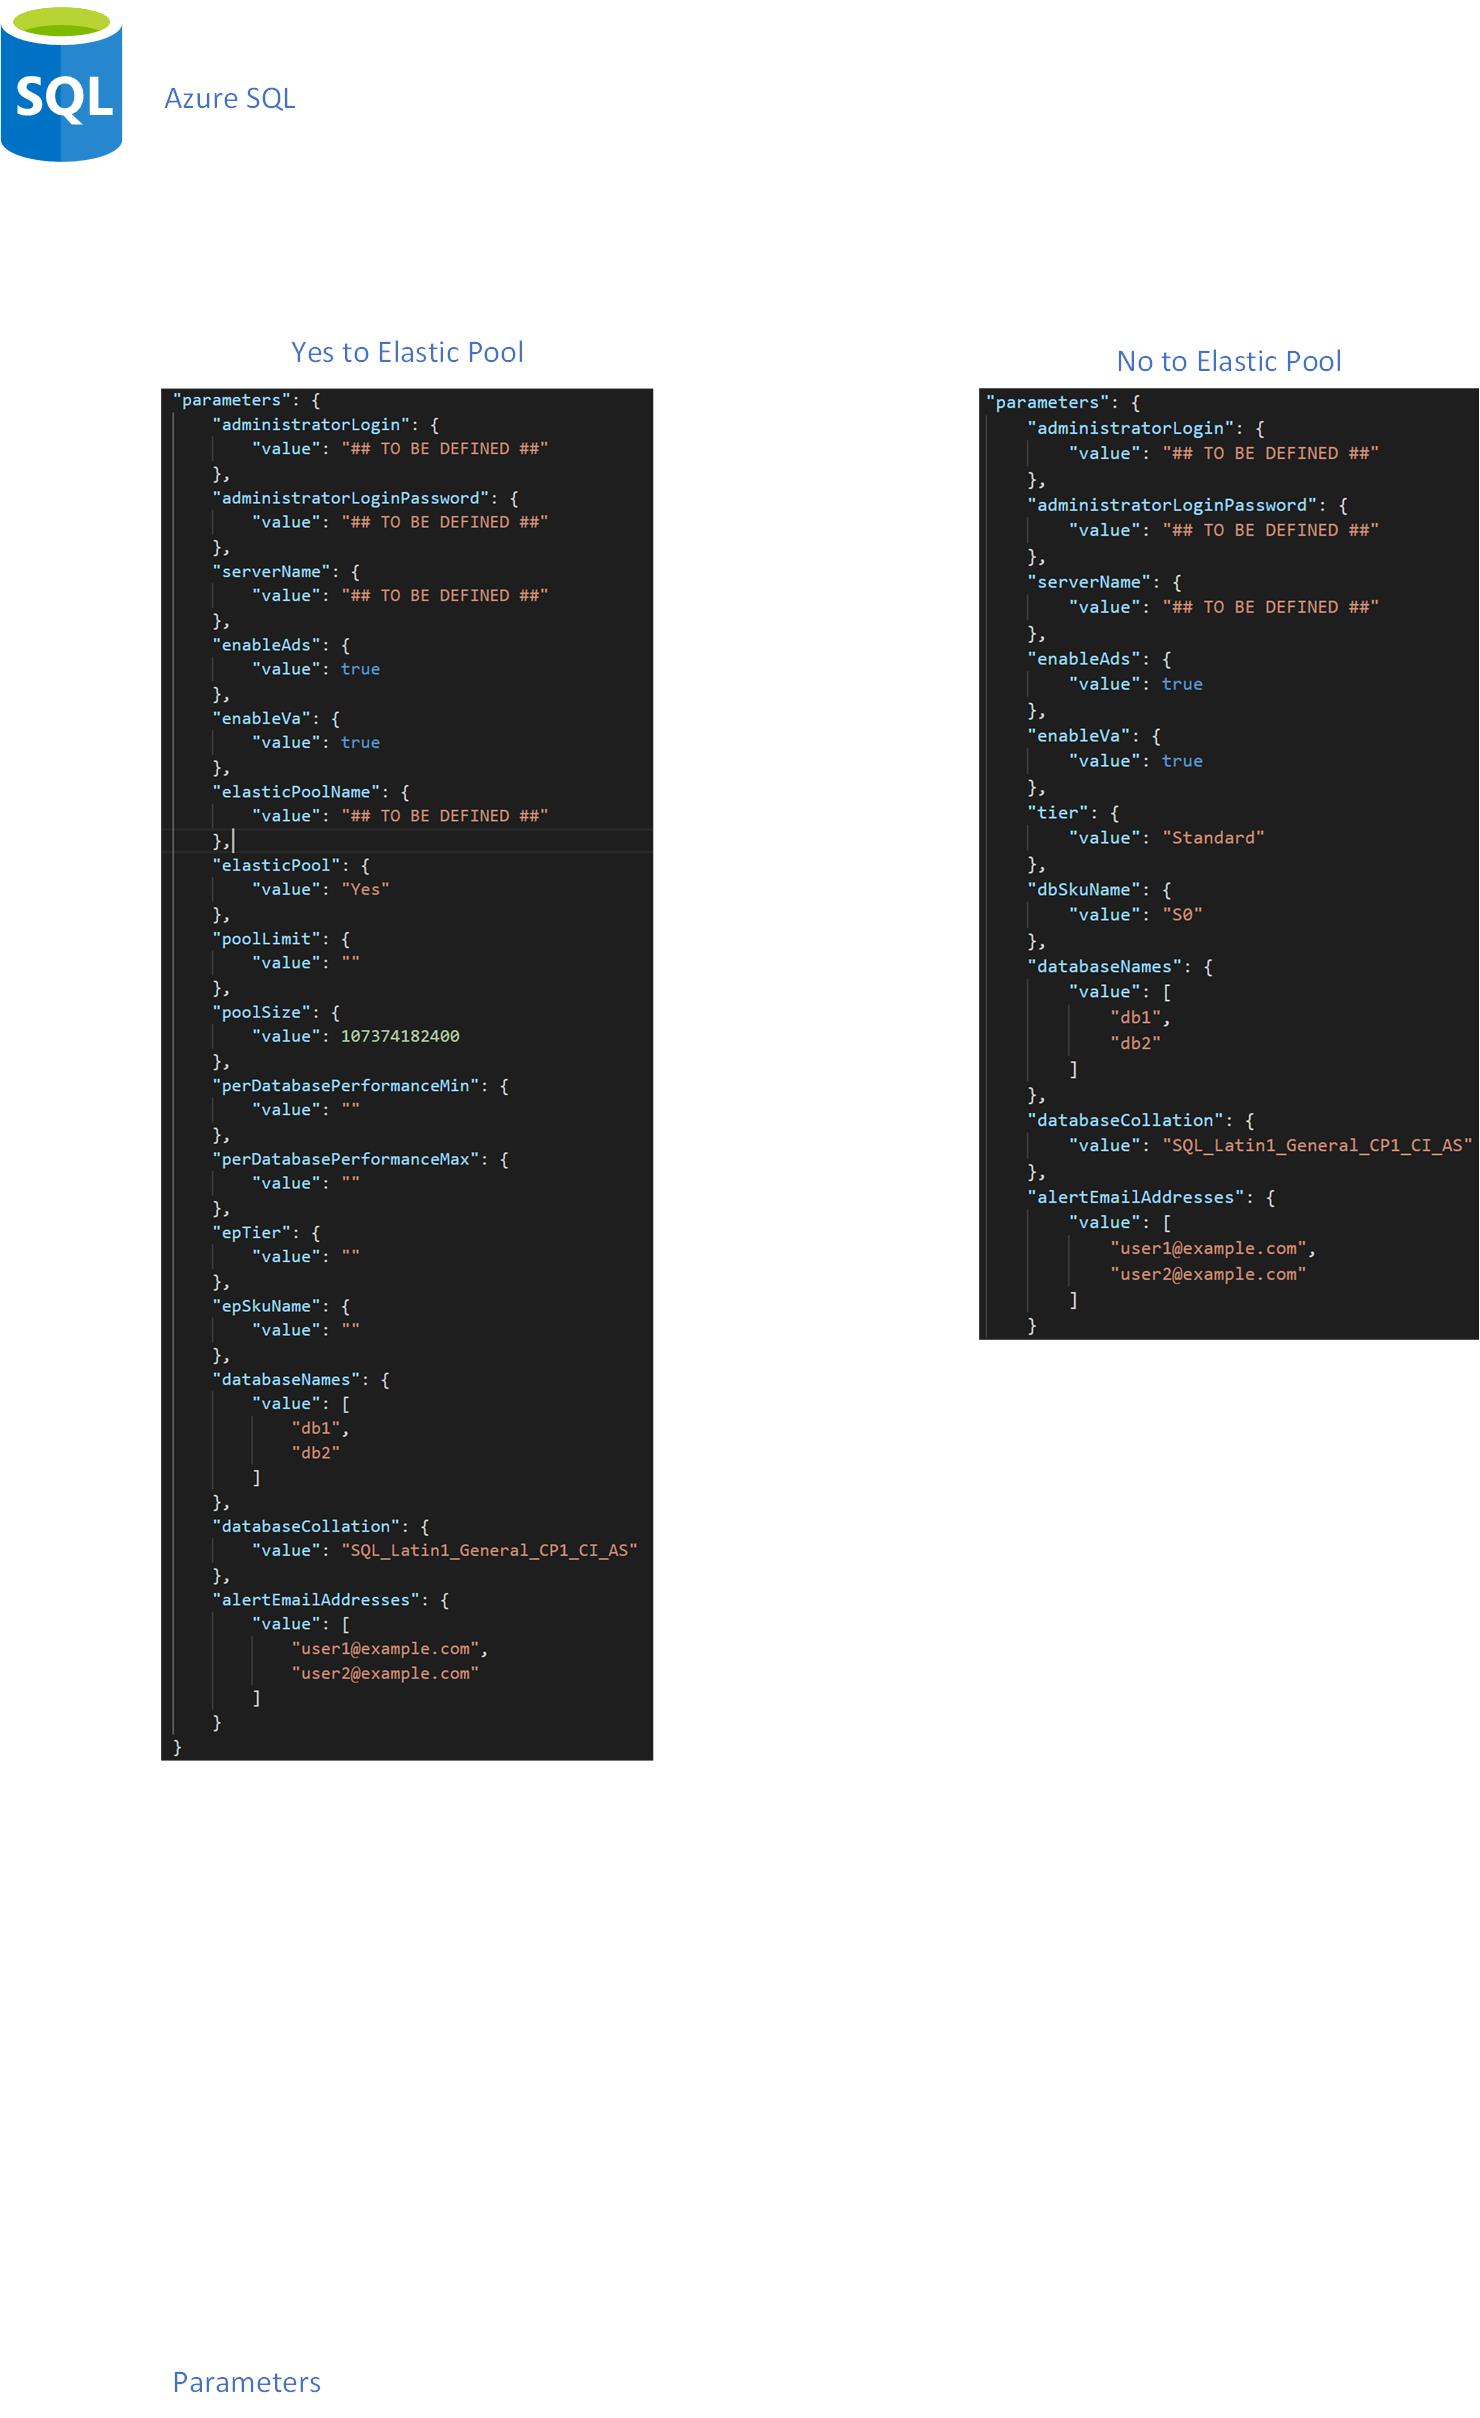 SQL
Azure SQL
Yes to Elastic Pool
"parameters": {
"administratorLogin": {
"value": "## TO BE DEFINED ##"
},
"administratorLoginPassword": {
"value": "## TO BE DEFINED ##"
},
"serverName": {
"value": "## TO BE DEFINED ##"
},
"enableAds": {
"value": true
},
"enableVa": {
"value": true
},
"elasticPoolName": {
"value": "## TO BE DEFINED ##"
},
"elasticPool": {
"value": "Yes"
},
"poolLimit": {
"value": ""
},
"poolSize": {
"value": 107374182400
},
"perDatabasePerformanceMin": {
"value": ""
},
"perDatabasePerformanceMax": {
"value": ""
},
"epTier": {
"value": ""
},
"epSkuName": {
"value": ""
},
"databaseNames": {
"value": [
"db1",
"db2"
]
},
"databaseCollation": {
"value": "SQL_Latin1_General_CP1_CI_AS"
},
"alertEmailAddresses": {
"value": [
"user1@example.com",
"user2@example.com"
]
}
}
No to Elastic Pool
"parameters": {
"administratorLogin": {
"value": "## TO BE DEFINED ##"
},
"administratorLoginPassword": {
"value": "## TO BE DEFINED ##"
},
"serverName": {
"value": "## TO BE DEFINED ##"
},
"enableAds": {
"value": true
},
"enableVa": {
"value": true
},
"tier": {
"value": "Standard"
},
"dbSkuName": {
"value": "S0"
},
"databaseNames": {
"value": [
"db1",
"db2"
]
},
"databaseCollation": {
"value": "SQL_Latin1_General_CP1_CI_AS"
},
"alertEmailAddresses": {
"value": [
"user1@example.com",
"user2@example.com"
]
}
Parameters